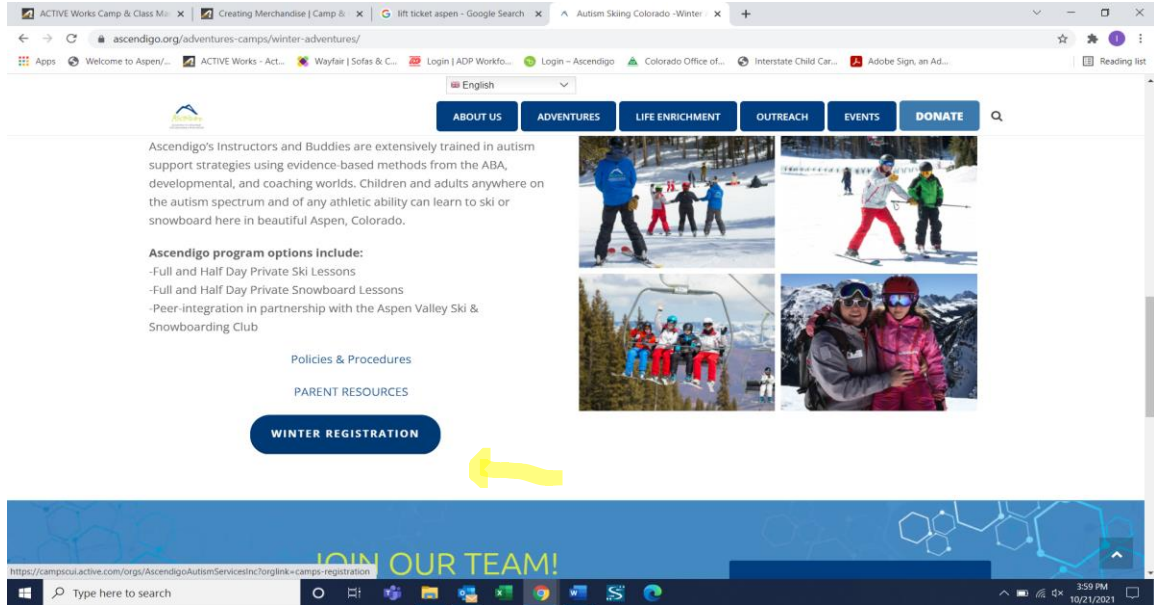 ACTIVE Works Camp & Class Ma
Creating Merchandise | Camp &
lift ticket aspen - Google Search
Autism Skiing Colorado -Winter
ascendigo.org/adventures-camps/winter-adventures/
Apps
Welcome to Aspen/...
ACTIVE Works - Act...
Wayfair | Sofas & C...
Login | ADP Workfo...
Login – Ascendigo
Colorado Office of...
Interstate Child Car...
Adobe Sign, an Ad...
Reading list
English
ABOUT US
ADVENTURES
LIFE ENRICHMENT
OUTREACH
EVENTS
DONATE
Ascendigo's Instructors and Buddies are extensively trained in autism
support strategies using evidence-based methods from the ABA,
developmental, and coaching worlds. Children and adults anywhere on
the autism spectrum and of any athletic ability can learn to ski or
snowboard here in beautiful Aspen, Colorado.
Ascendigo program options include:
-Full and Half Day Private Ski Lessons
-Full and Half Day Private Snowboard Lessons
-Peer-integration in partnership with the Aspen Valley Ski &
Snowboarding Club
Policies & Procedures
PARENT RESOURCES
WINTER REGISTRATION
JOIN OUR TEAM!
https://campscui.active.com/orgs/AscendigoAutismServicesInc?orglink=camps-registration
Type here to search
3:59 PM
10/21/2021